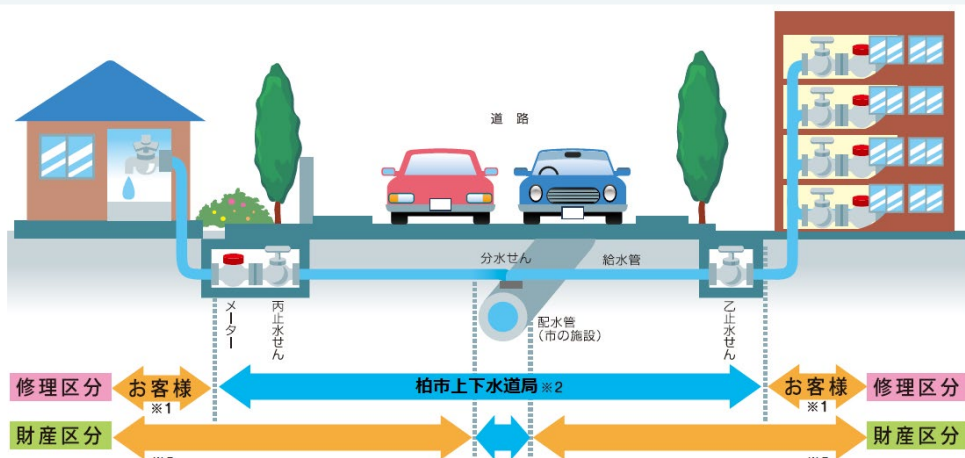 道 路
分水せん
給水管
メーター
丙止水せん
配水管
(市の施設)
乙止水せん
修理区分
お客様
※1
柏市上下水道局※2
お客様
※1
修理区分
財産区分
財産区分